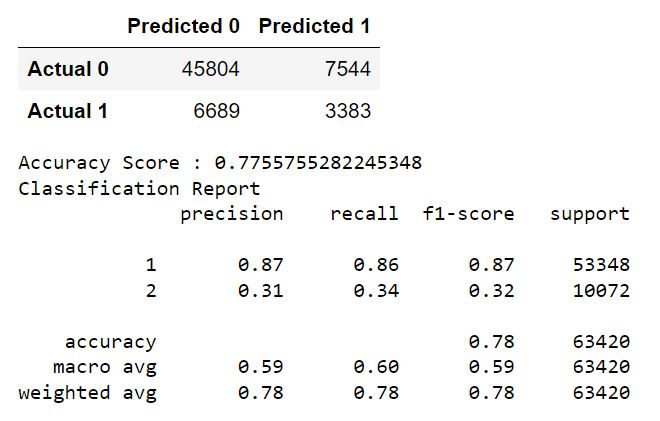 Predicted 0 Predicted 1
Actual 0 45804 7544
Actual 1 6689 3383
Accuracy Score : 0.7755755282245348
Classification Report
precision recall f1-score support
1 0.87 0.86 0.87 53348
2 0.31 0.34 0.32 10072
accuracy 0.78 63420
macro avg 0.59 0.60 0.59 63420
weighted avg 0.78 0.78 0.78 63420